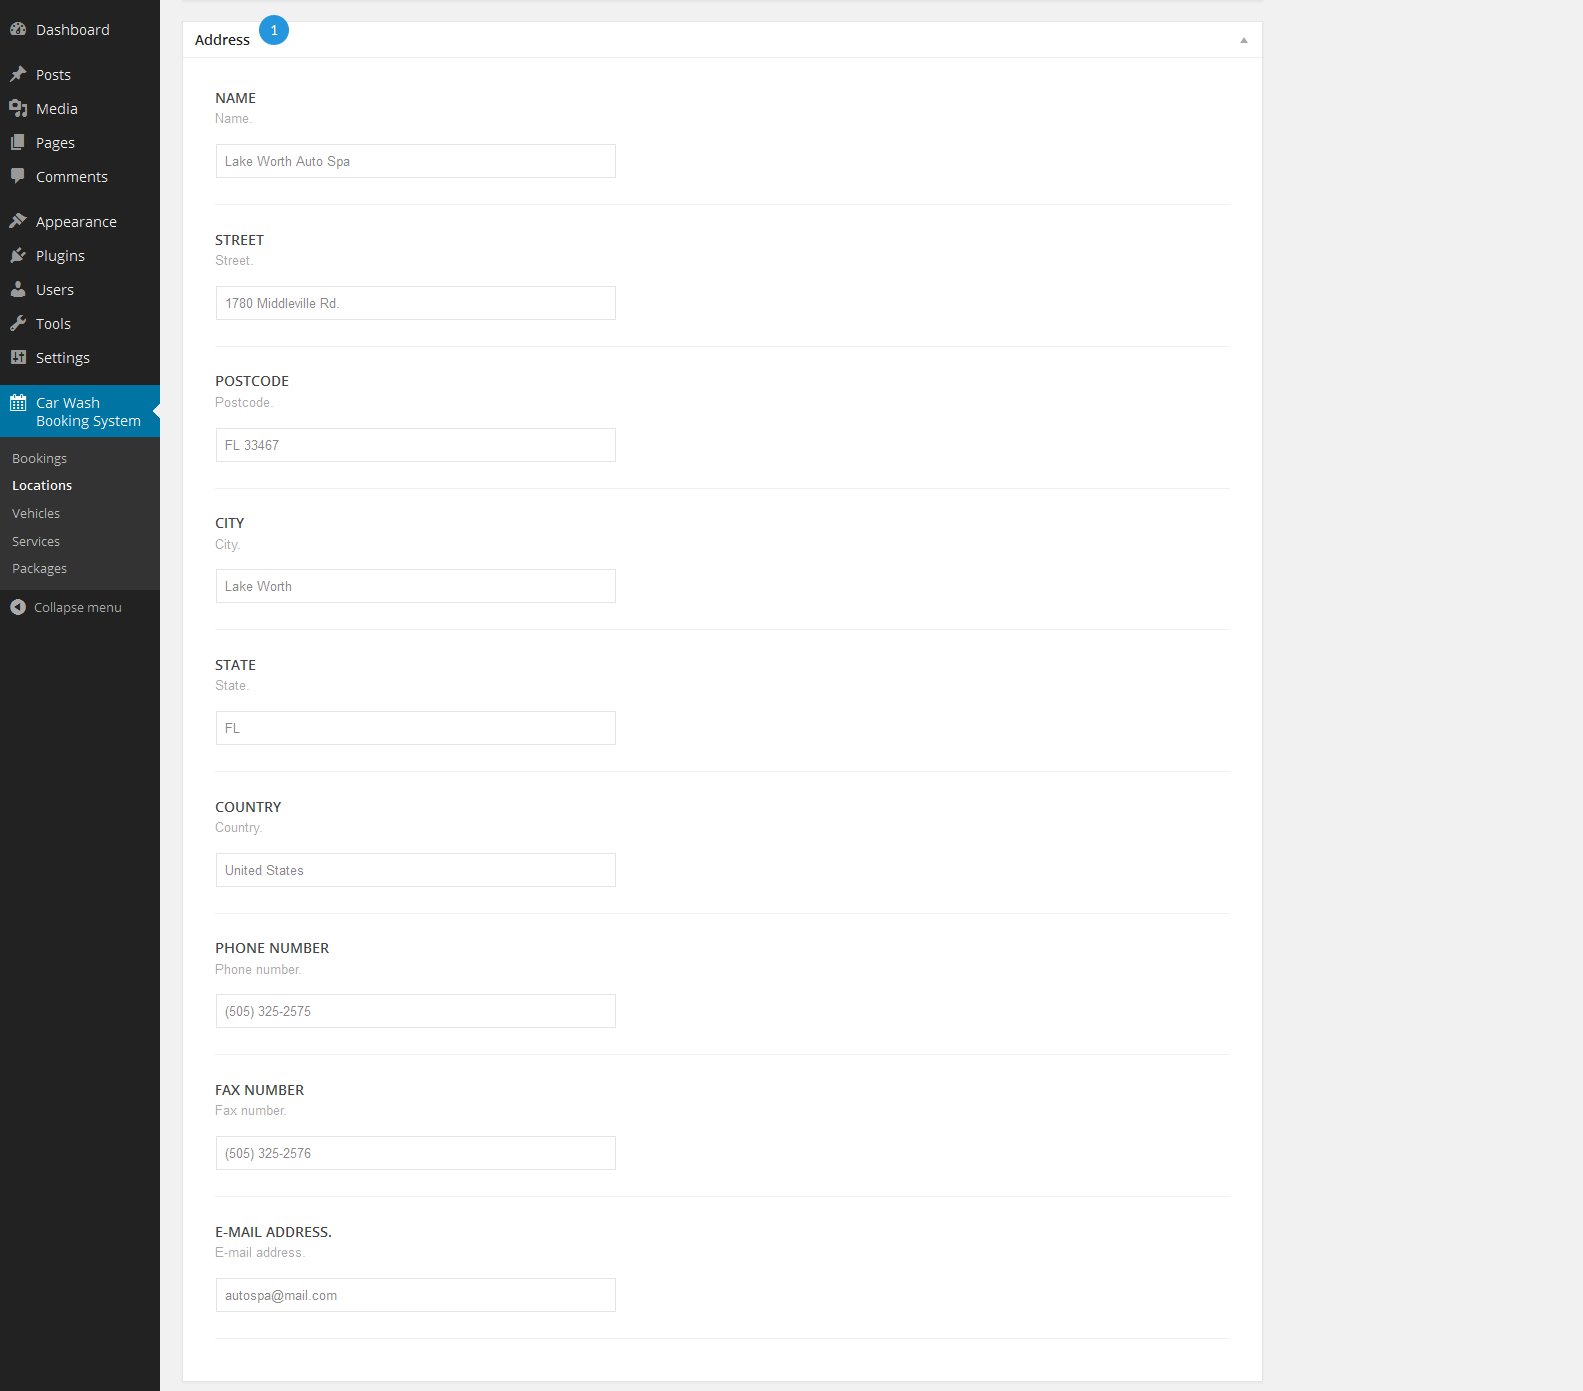 Dashboard
Posts
Media
Pages
Comments
Appearance
Plugins
Users
Tools
Settings
Car Wash
Booking System
Bookings
Locations
Vehicles
Services
Packages
Collapse menu
Address 1
NAME
Name.
Lake Worth Auto Spa
STREET
Street.
1780 Middleville Rd.
POSTCODE
Postcode.
FL 33467
CITY
City.
Lake Worth
STATE
State.
FL
COUNTRY
Country.
United States
PHONE NUMBER
Phone number.
(505) 325-2575
FAX NUMBER
Fax number.
(505) 325-2576
E-MAIL ADDRESS.
E-mail address.
autospa@mail.com